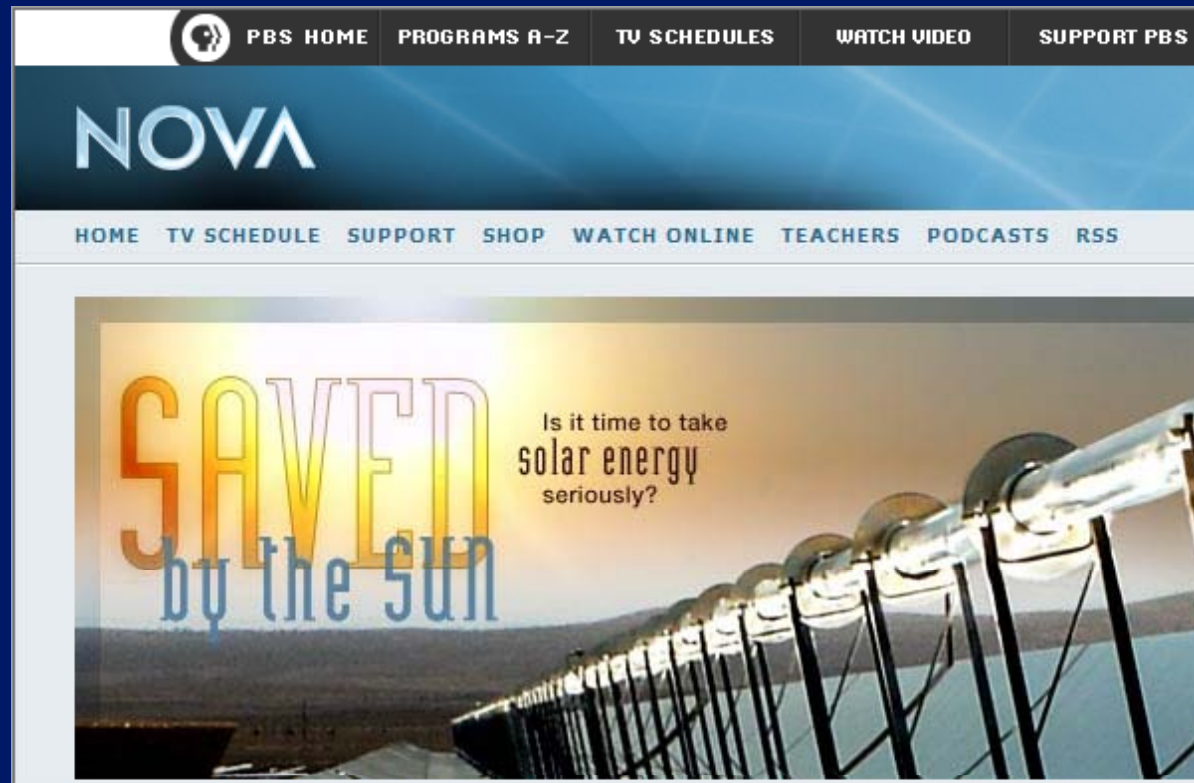 PBS HOME PROGRAMS A-Z TV SCHEDULES WATCH VIDEO SUPPORT PBS
NOVA
HOME TV SCHEDULE SUPPORT SHOP WATCH ONLINE TEACHERS PODCASTS RSS
SAVED
by the SUN
Is it time to take
solar energy
seriously?